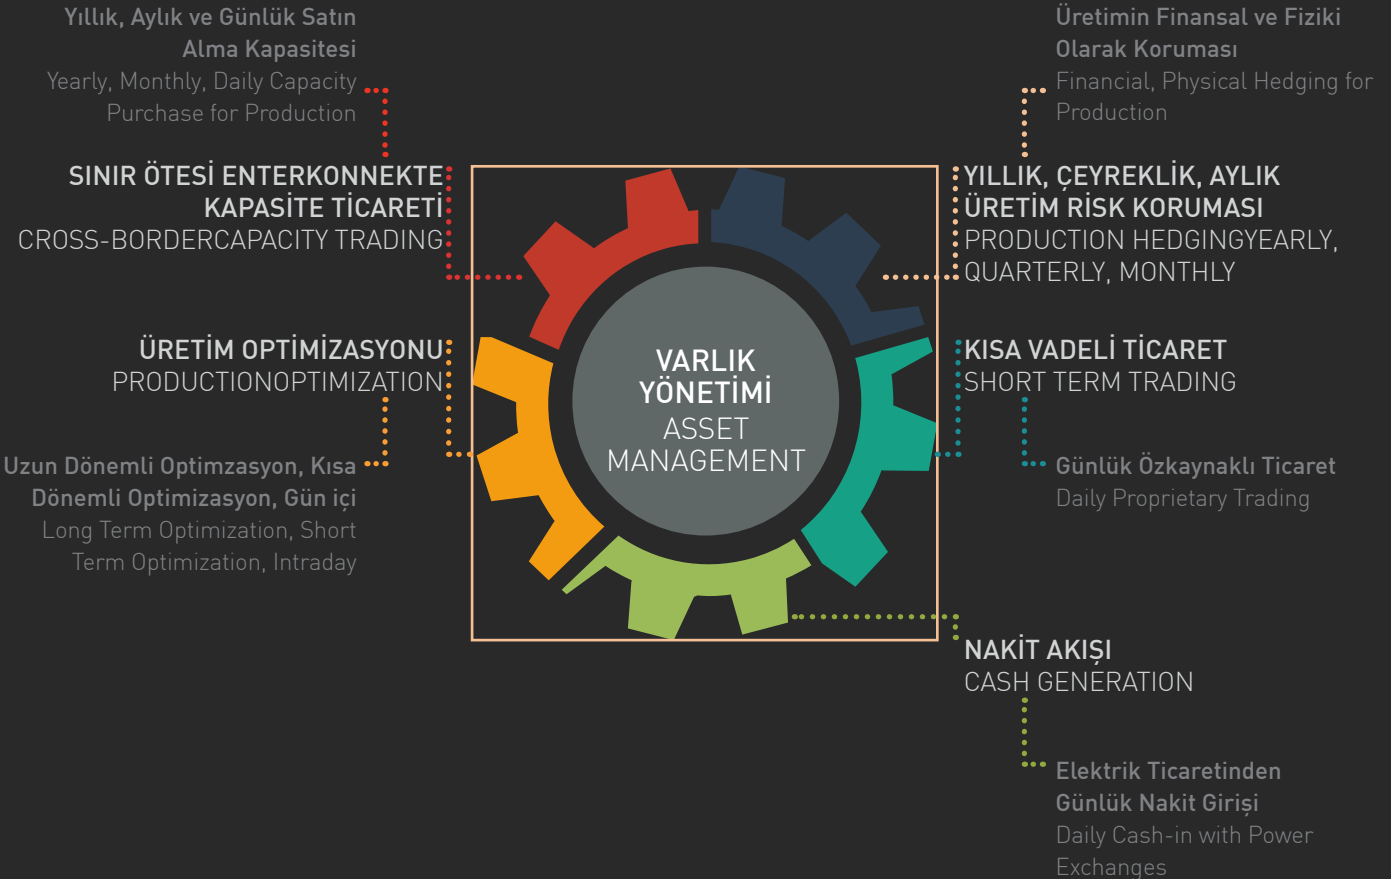 Yıllık, Aylık ve Günlük Satın
Alma Kapasitesi
Yearly, Monthly, Daily Capacity
Purchase for Production
SINIR ÖTESİ ENTERKONNEKTE
KAPASİTE TİCARETİ
CROSS-BORDERCAPACITY TRADING
ÜRETİM OPTİMİZASYONU
PRODUCTIONOPTIMIZATION
Uzun Dönemli Optimzasyon, Kısa
Dönemli Optimizasyon, Gün içi
Long Term Optimization, Short
Term Optimization, Intraday
VARLIK
YÖNETİMİ
ASSET
MANAGEMENT
Üretimin Finansal ve Fiziki
Olarak Koruması
Financial, Physical Hedging for
Production
YILLIK, ÇEYREKLİK, AYLIK
ÜRETİM RİSK KORUMASI
PRODUCTION HEDGINGYEARLY,
QUARTERLY, MONTHLY
KISA VADELİ TİCARET
SHORT TERM TRADING
Günlük Özkaynaklı Ticaret
Daily Proprietary Trading
NAKİT AKIŞI
CASH GENERATION
Elektrik Ticaretinden
Günlük Nakit Girişi
Daily Cash-in with Power
Exchanges